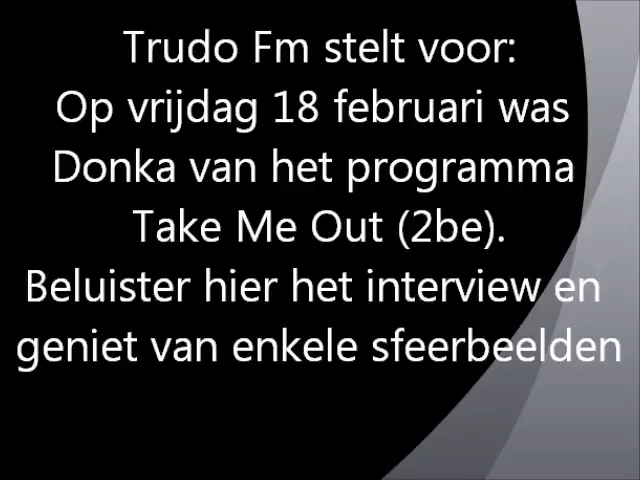 Trudo Fm stelt voor:
Op vrijdag 18 februari was
Donka van het programma
Take Me Out (2be).
Beluister hier het interview en
geniet van enkele sfeerbeelden